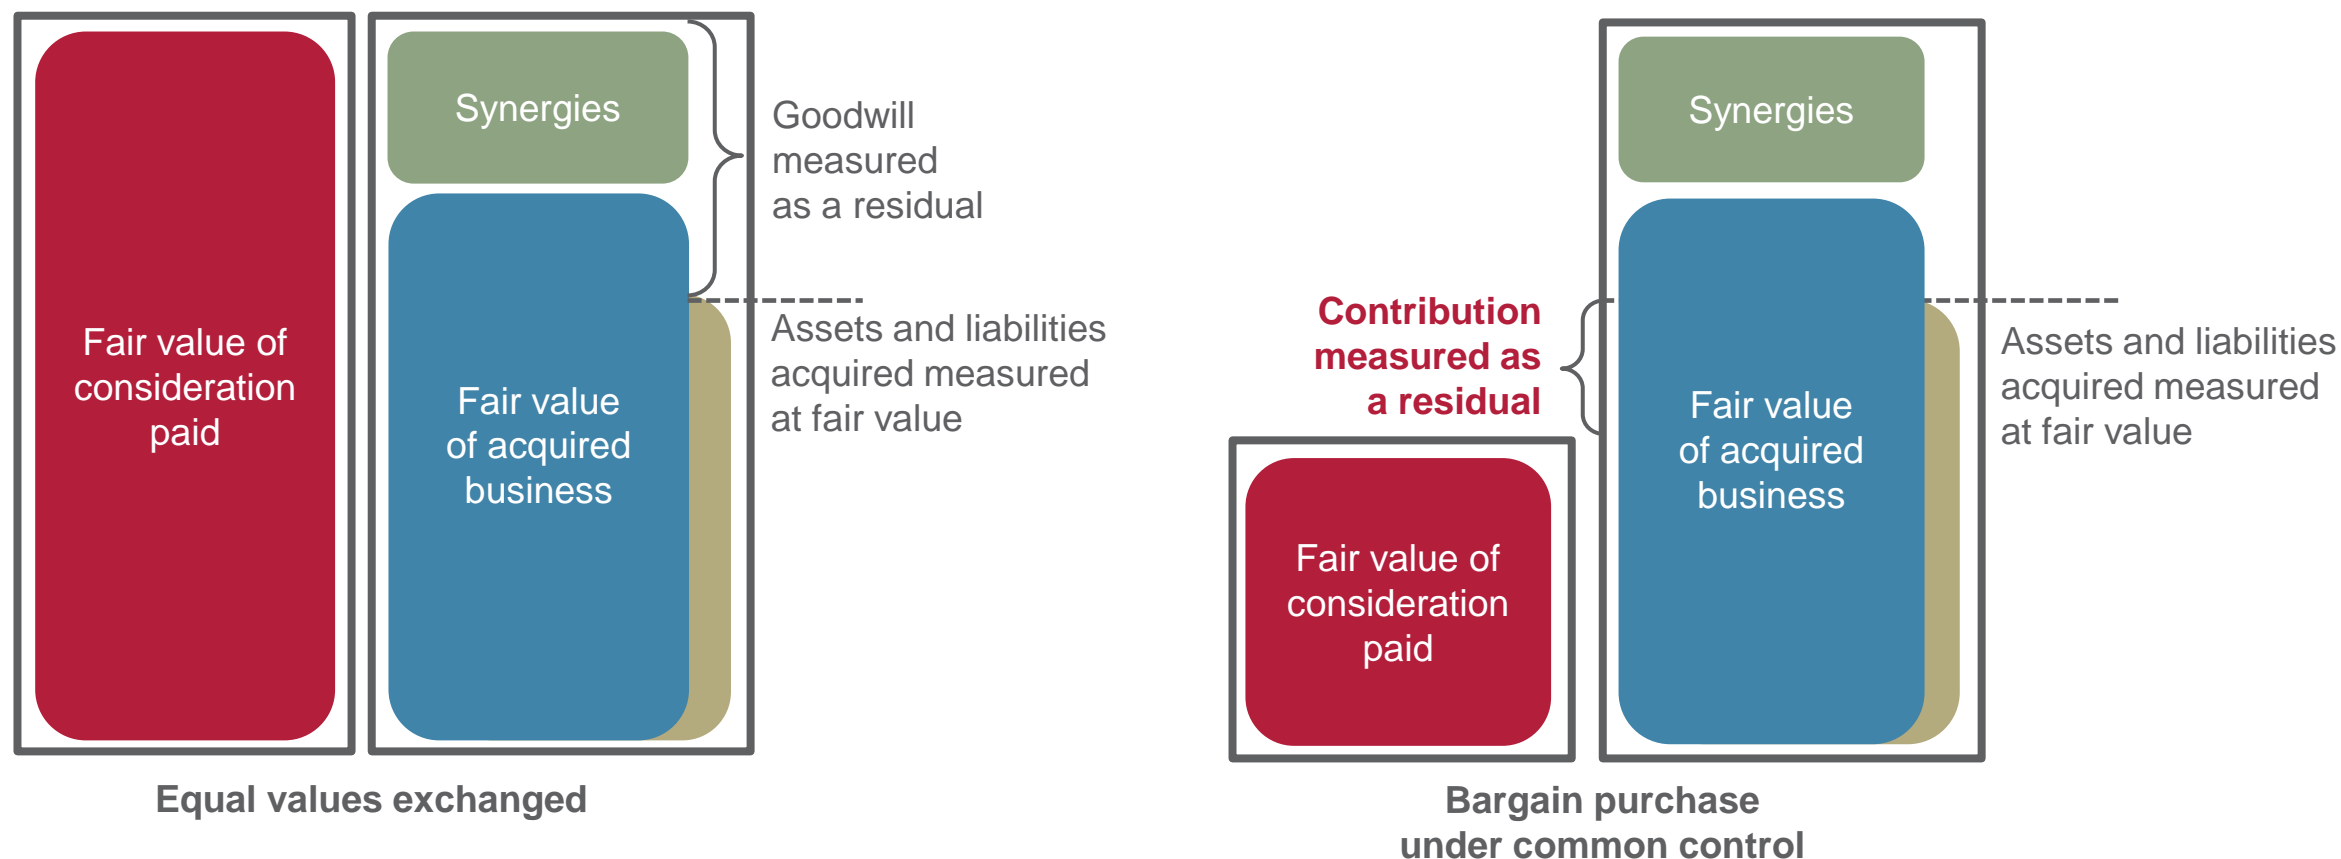 Fair value of
consideration
paid
Synergies
Fair value
of acquired
business
Goodwill
measured
as a residual
Assets and liabilities
acquired measured
at fair value
Equal values exchanged
Contribution
measured as
a residual
Fair value of
consideration
paid
Synergies
Fair value
of acquired
business
Assets and liabilities
acquired measured
at fair value
Bargain purchase
under common control